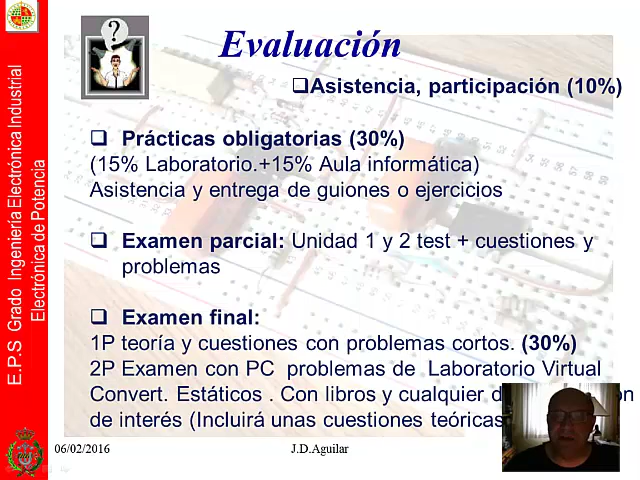 Evaluación
❑Asistencia, participación (10%)
❑ Prácticas obligatorias (30%)
(15% Laboratorio.+15% Aula informática)
Asistencia y entrega de guiones o ejercicios
❑ Examen parcial: Unidad 1 y 2 test + cuestiones y
problemas
❑ Examen final:
1P teoría y cuestiones con problemas cortos. (30%)
2P Examen con PC problemas de Laboratorio Virtual
Convert. Estáticos . Con libros y cualquier
de interés (Incluirá unas cuestiones teóricas
E.P.S Grado Ingeniería Electrónica Industrial
Electrónica de Potencia
06/02/2016
J.D.Aguilar